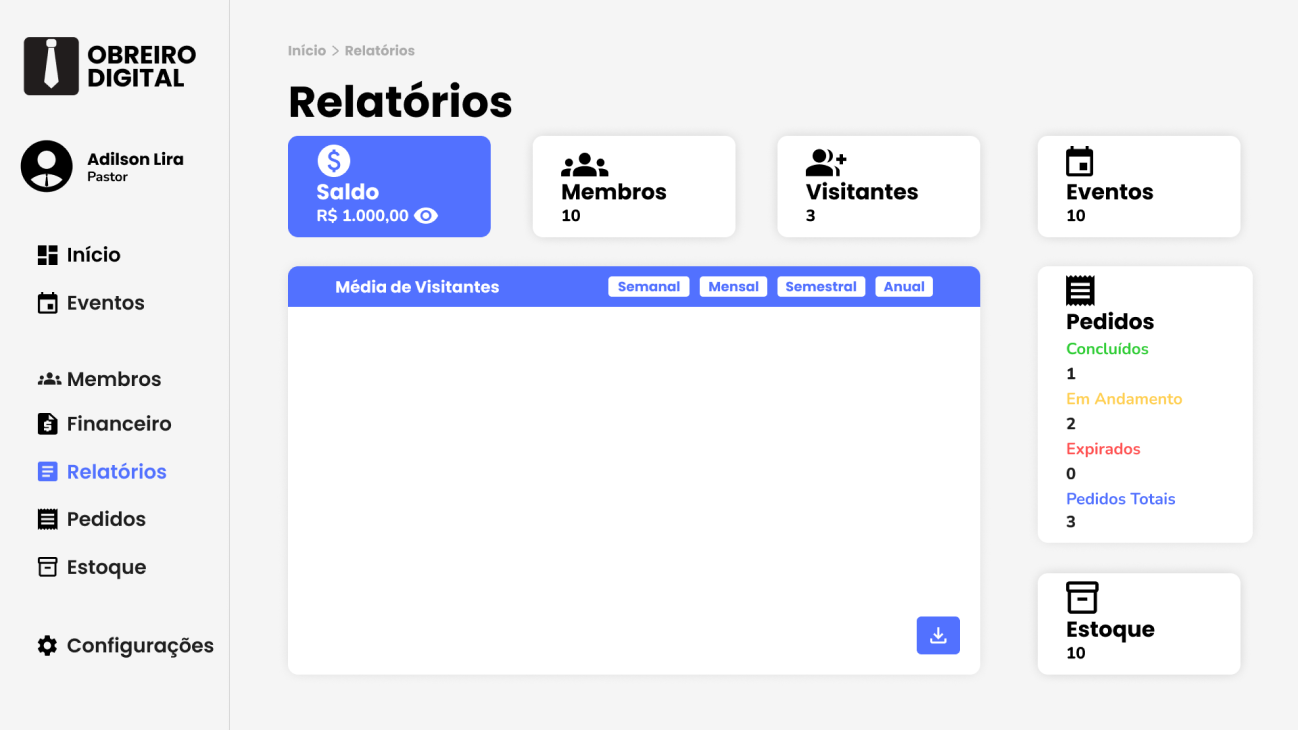 OBREIRO
DIGITAL
Adilson Lira
Pastor
Início
Eventos
Membros
Financeiro
Relatórios
Pedidos
Estoque
Configurações
Início > Relatórios
Relatórios
Saldo
R$ 1.000,00
Membros
10
Visitantes
3
Eventos
10
Média de Visitantes
Semanal
Mensal
Semestral
Anual
Pedidos
Concluídos
1
Em Andamento
2
Expirados
0
Pedidos Totais
3
Estoque
10